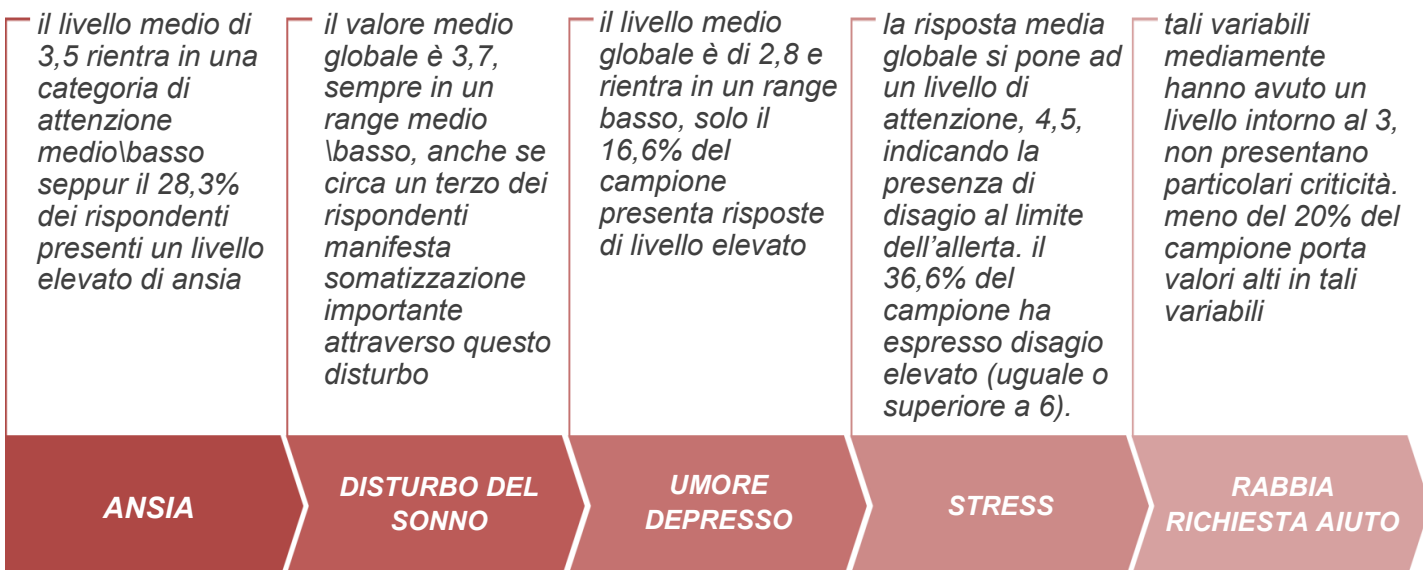 il livello medio di
3,5 rientra in una
categoria di
attenzione
medio\basso
seppur il 28,3%
dei rispondenti
presenti un livello
elevato di ansia
il valore medio
globale è 3,7,
sempre in un
range medio
\basso, anche se
circa un terzo dei
rispondenti
manifesta
somatizzazione
importante
attraverso questo
disturbo
il livello medio
globale è di 2,8 e
rientra in un range
basso, solo il
16,6% del
campione
presenta risposte
di livello elevato
la risposta media
globale si pone ad
un livello di
attenzione, 4,5,
indicando la
presenza di
disagio al limite
dell'allerta. il
36,6% del
campione ha
espresso disagio
elevato (uguale o
superiore a 6).
tali variabili
mediamente
hanno avuto un
livello intorno al 3,
non presentano
particolari criticità.
meno del 20% del
campione porta
valori alti in tali
variabili
ANSIA
DISTURBO DEL
SONNO
UMORE
DEPRESSO
STRESS
RABBIA
RICHIESTA AIUTO